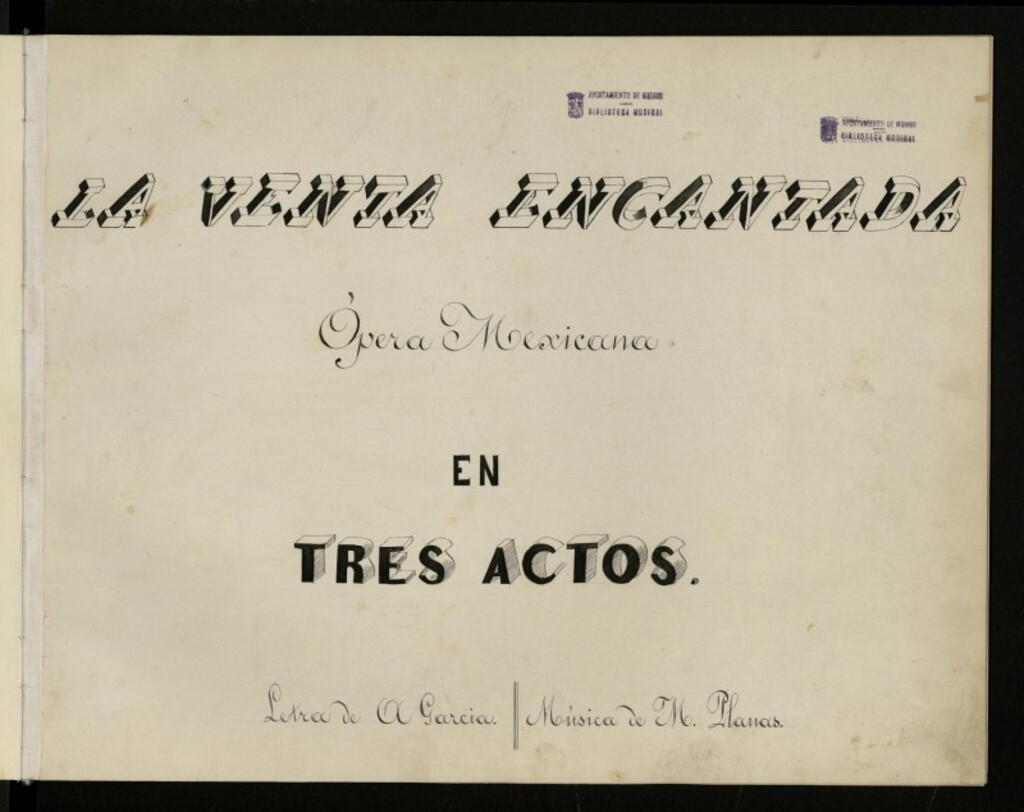 AYUNTAMIENTO DE MADRID
BIBLIOTECA MUSICAL
AYUNTAMIENTO DE MADRID
BIBLIOTECA MUSICAL
LA VENTA ENCANTADA
Ópera Mexicana.
EN
TRES ACTOS.
Letra de A Garcia. Música de M. Planas.